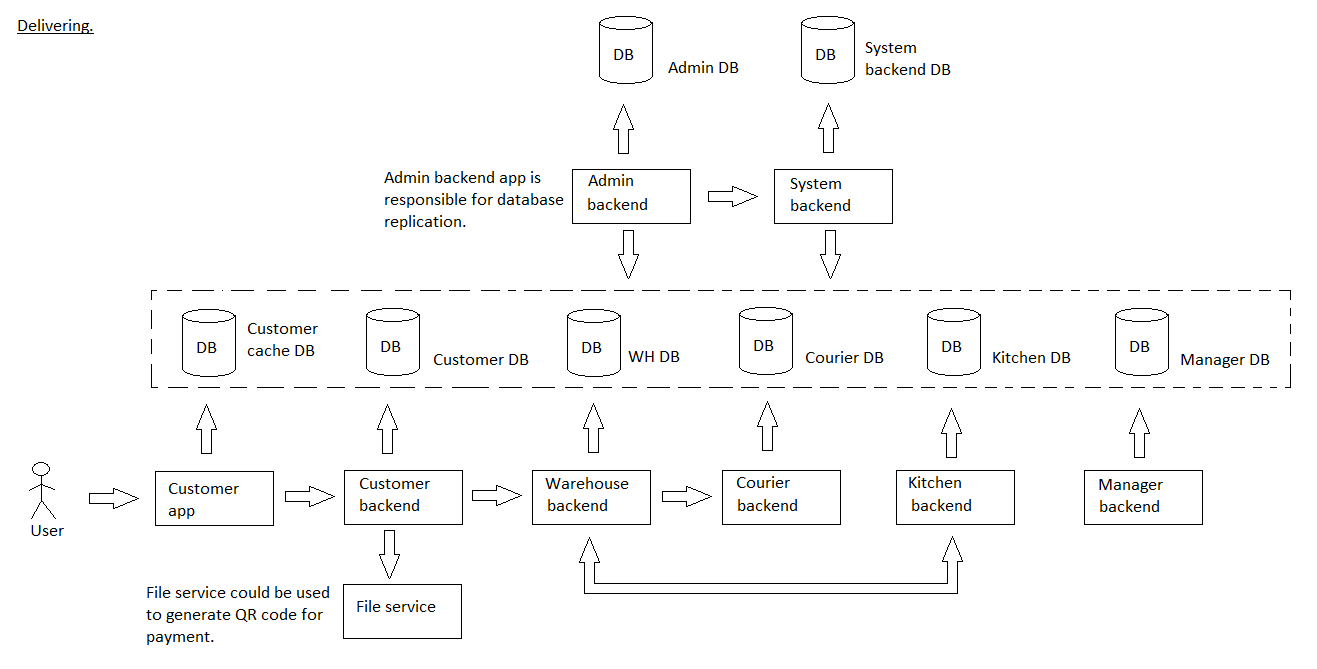 Delivering.
DB
Admin DB
DB
System
backend DB
Admin backend app is
responsible for database
replication.
Admin
backend
System
backend
DB
Customer
cache DB
DB
Customer DB
DB
WH DB
DB
Courier DB
DB
Kitchen DB
DB
Manager DB
User
Customer
app
Customer
backend
Warehouse
backend
Courier
backend
Kitchen
backend
Manager
backend
File service could be used
to generate QR code for
payment.
File service